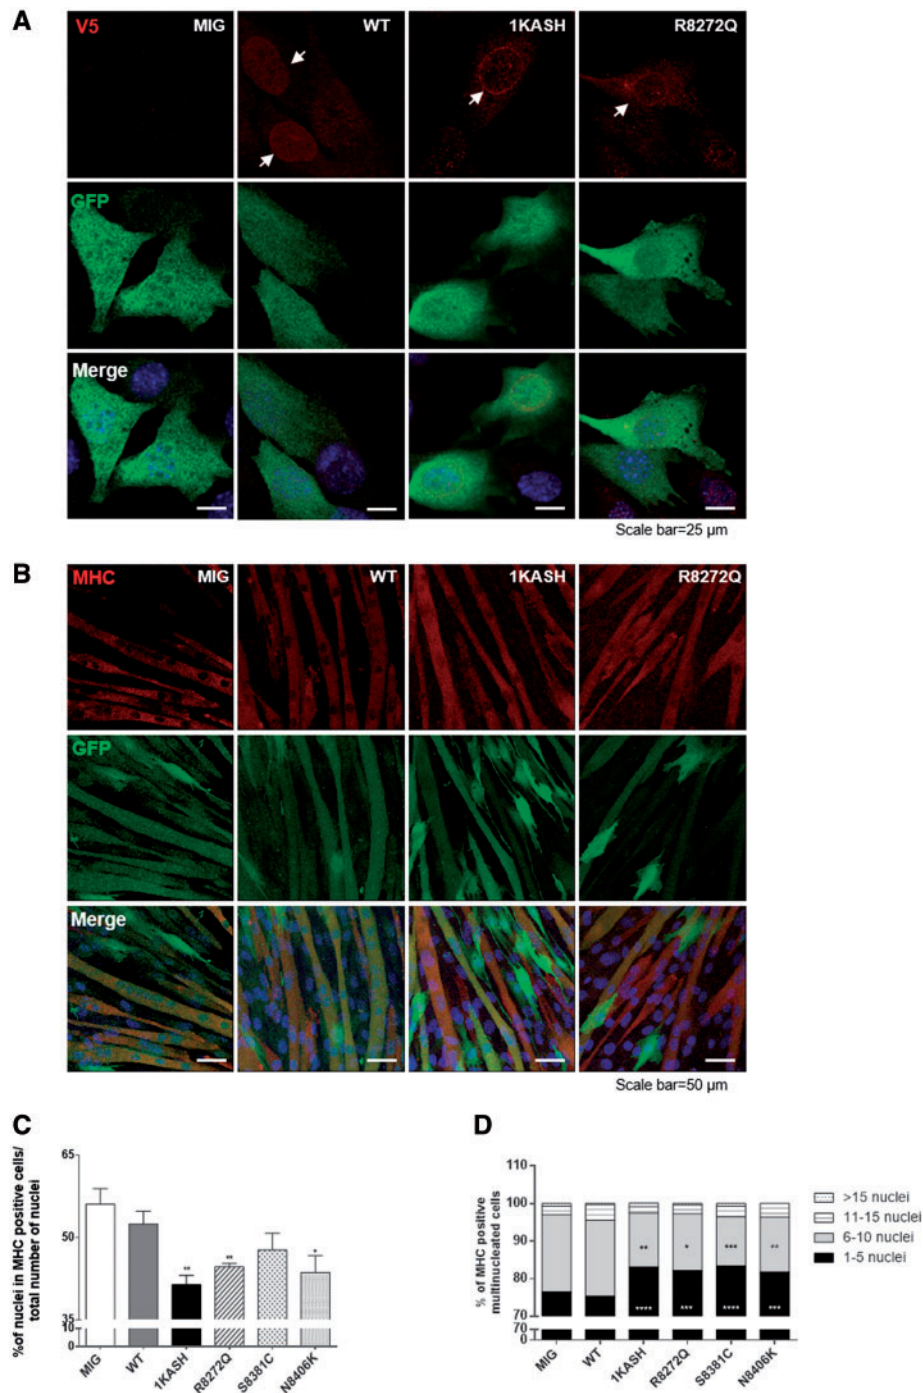 A
V5 MIG WT 1KASH R8272Q
GFP
Merge
Scale bar=25 µm
B
MHC MIG WT 1KASH R8272Q
GFP
Merge
Scale bar=50 µm
C
%of nuclei in MHC positive cells/
total number of nuclei
65
50
35
10
0
** ** *
MIG WT 1KASH R8272Q S8381C N8406K
D
% of MHC positive
multinucleated cells
110
100
90
80
70
70
0
** * *** **
**** *** **** ***
MIG WT 1KASH R8272Q S8381C N8406K
>15 nuclei
11-15 nuclei
6-10 nuclei
1-5 nuclei